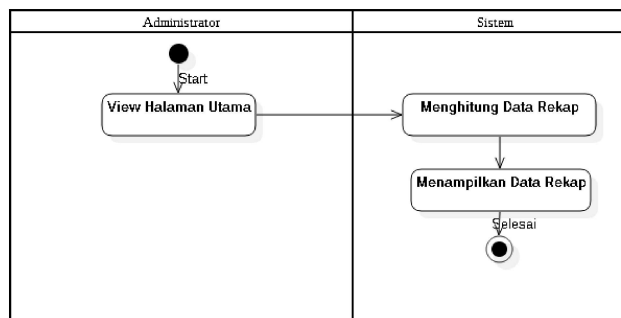 Administrator
Sistem
Start
View Halaman Utama
Menghitung Data Rekap
Menampilkan Data Rekap
Selesai